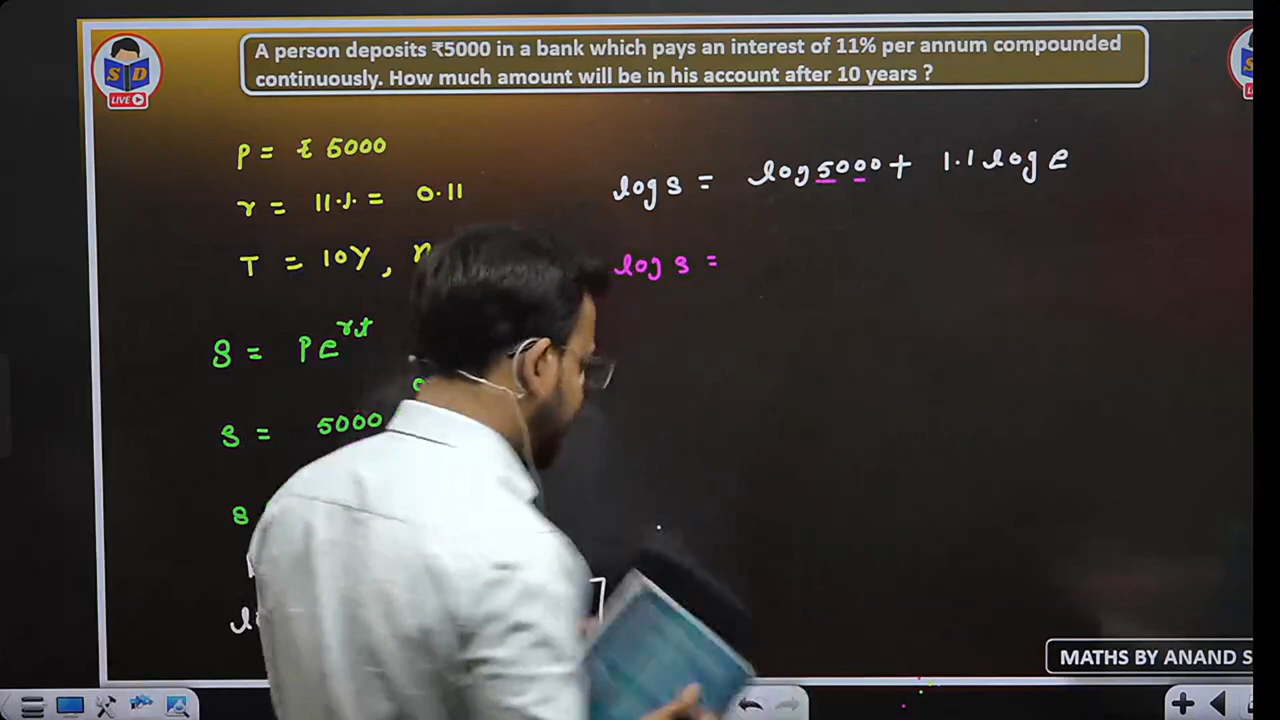 A person deposits ₹5000 in a bank which pays an interest of 11% per annum compounded
continuously. How much amount will be in his account after 10 years ?
S D
LIVE
P = ₹ 5000
r = 11% = 0.11
T = 10Y,
S = Pe^r.t
S = 5000
S
log S = log 5000 + 1.1 log e
log S =
MATHS BY ANAND S